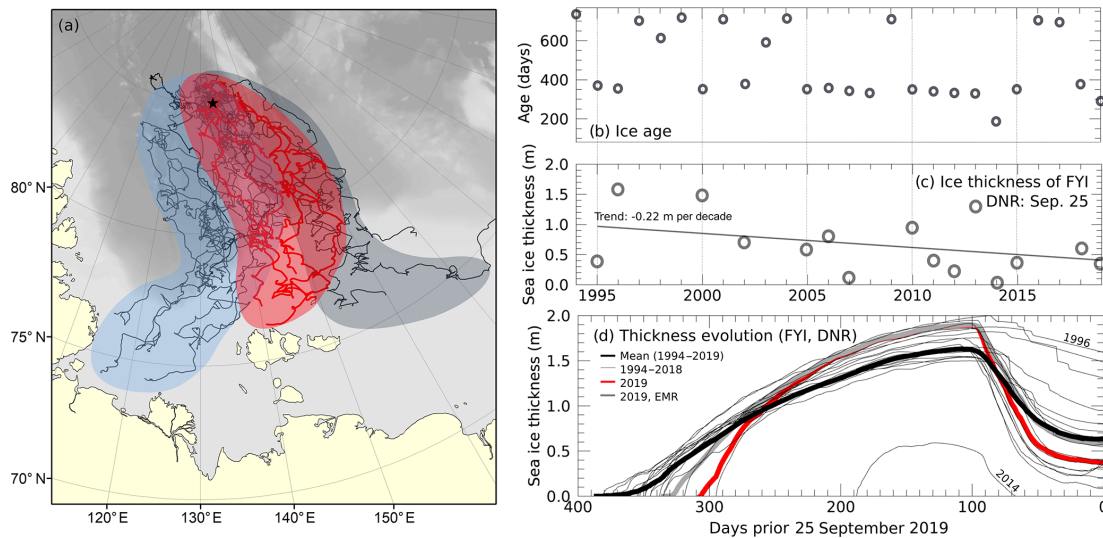 (a)
80° N
75° N
70° N
120°E
130°E
140°E
150°E
Age (days)
600
400
200
(b) Ice age
Sea ice thickness (m)
2.0
1.5
1.0
0.5
0.0
(c) Ice thickness of FYI
DNR: Sep. 25
Trend: -0.22 m per decade
1995
2000
2005
2010
2015
Sea ice thickness (m)
2.0
1.5
1.0
0.5
0.0
(d) Thickness evolution (FYI, DNR)
Mean (1994–2019)
1994–2018
2019
2019, EMR
1996
2014
400
300
200
100
0
Days prior 25 September 2019